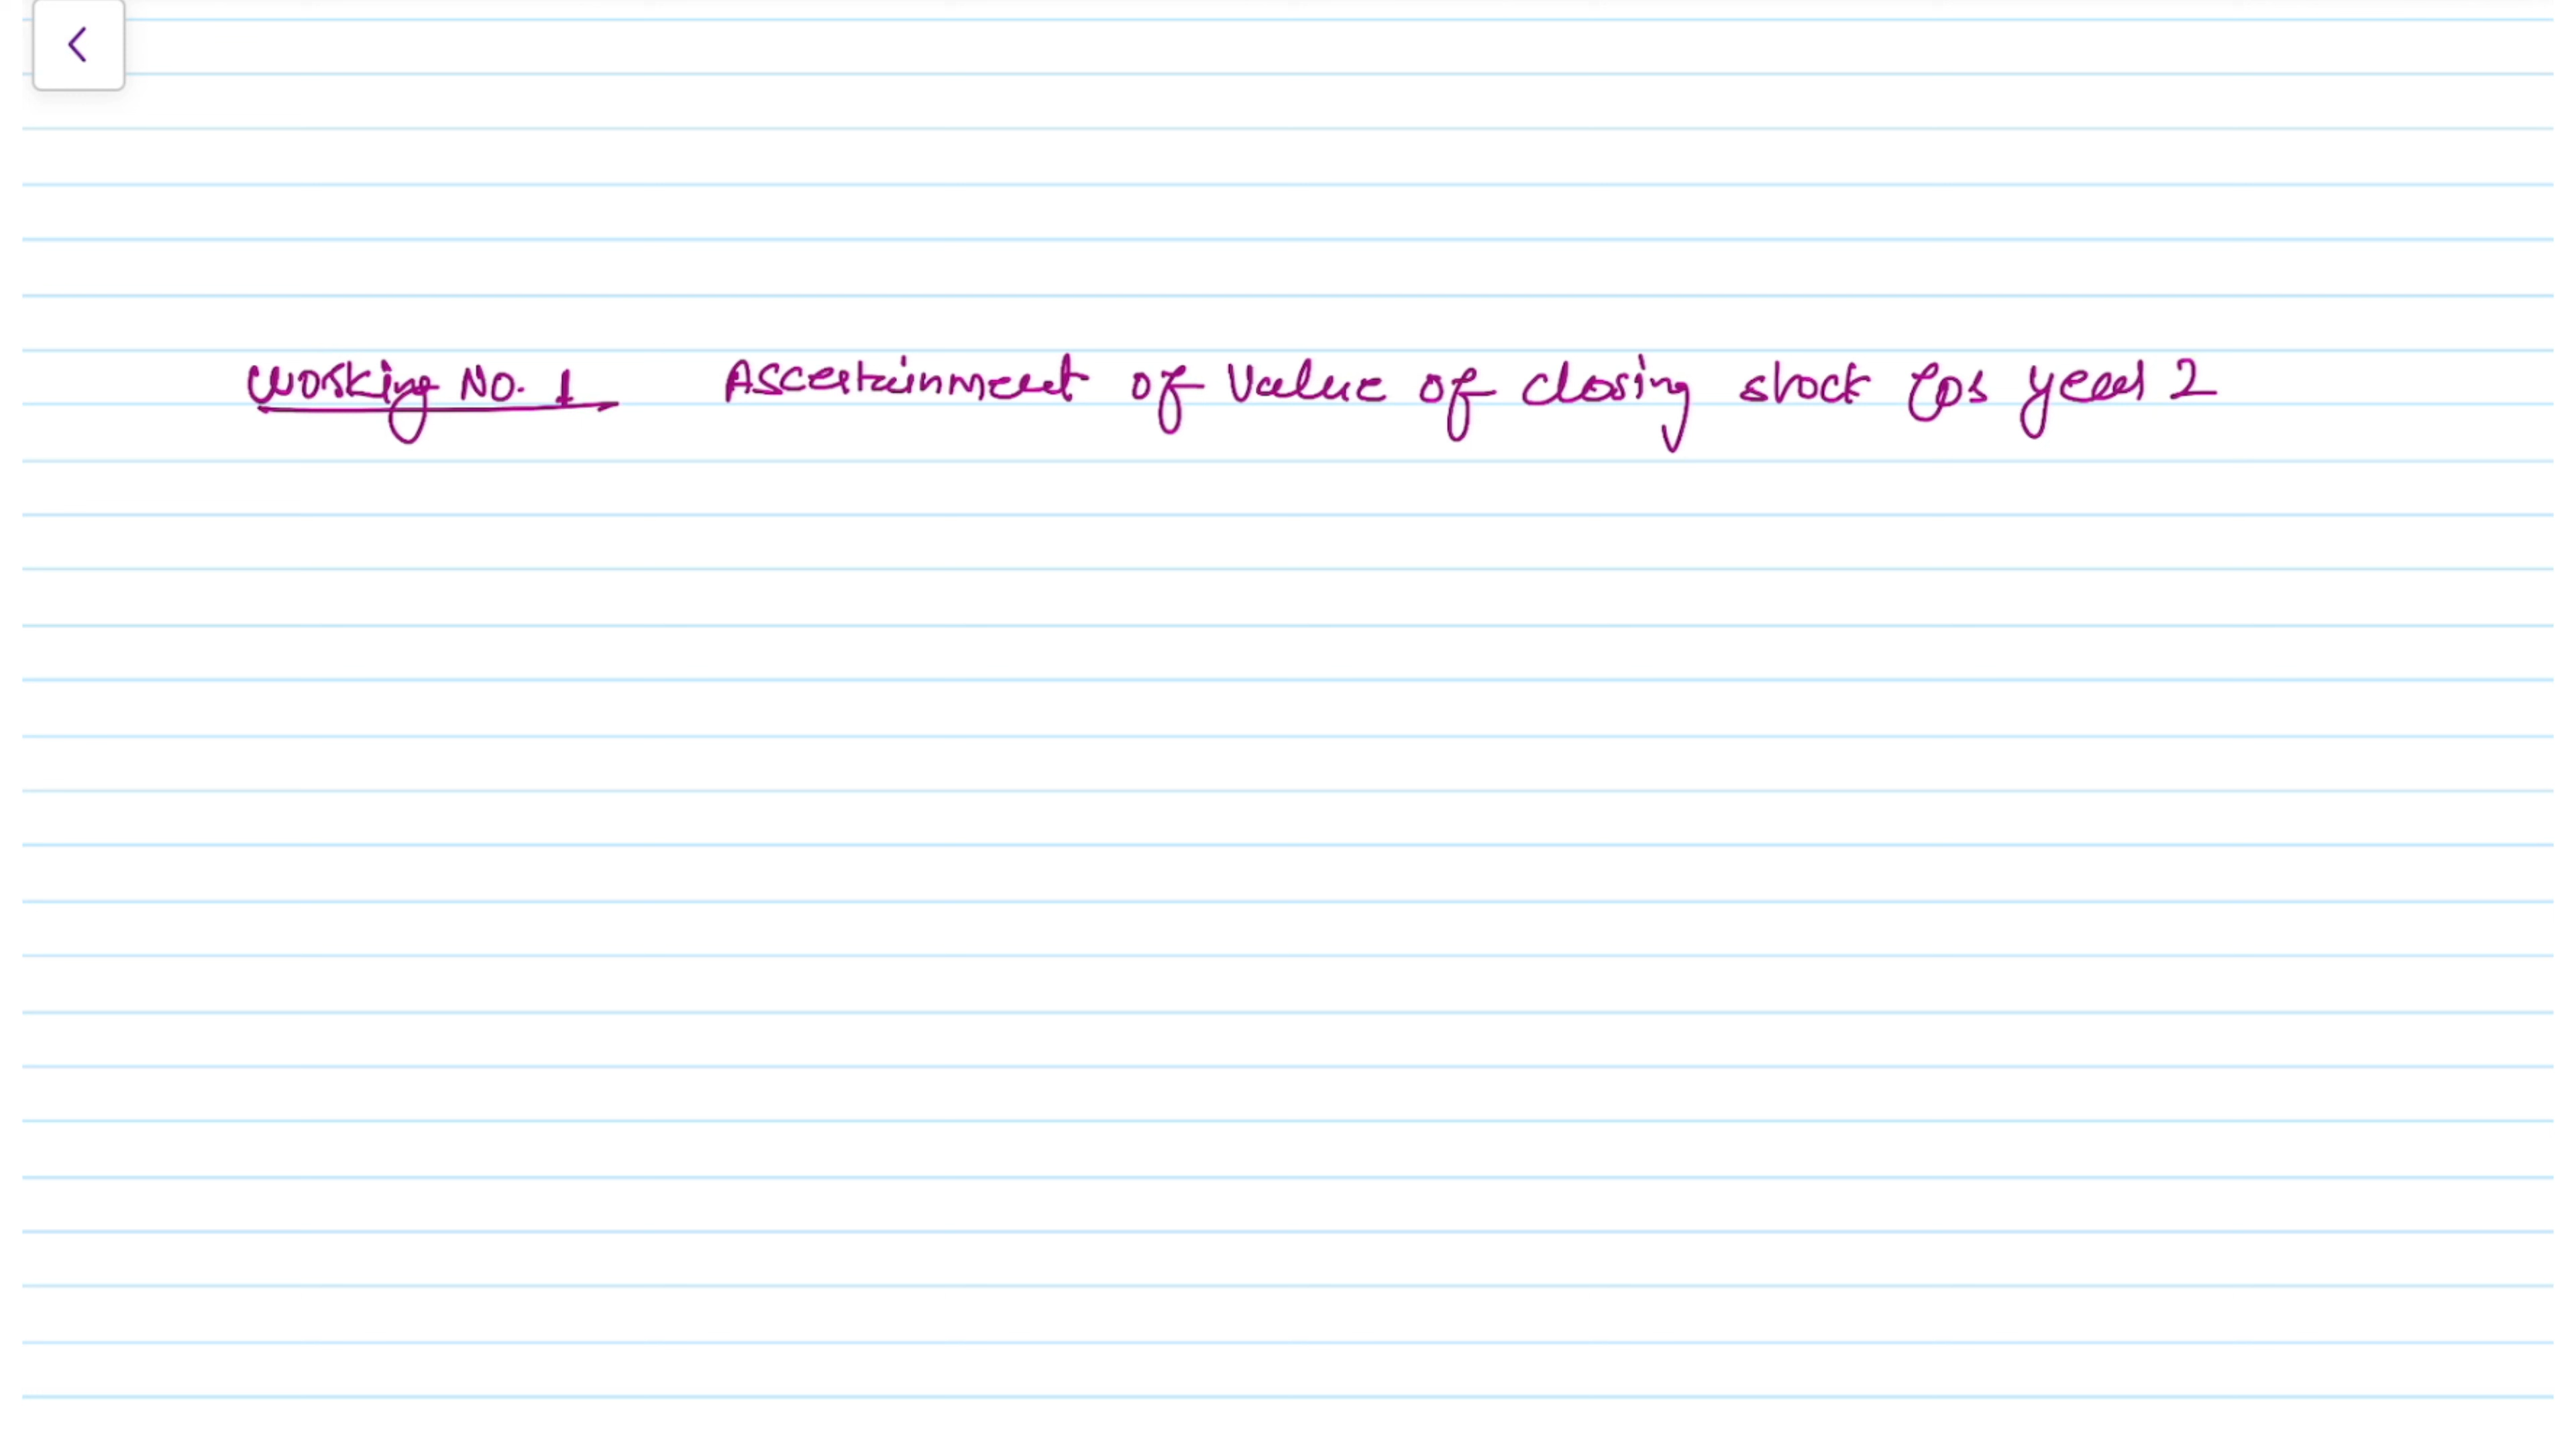 Working No. 1 Ascertainment of Value of closing stock for year 2